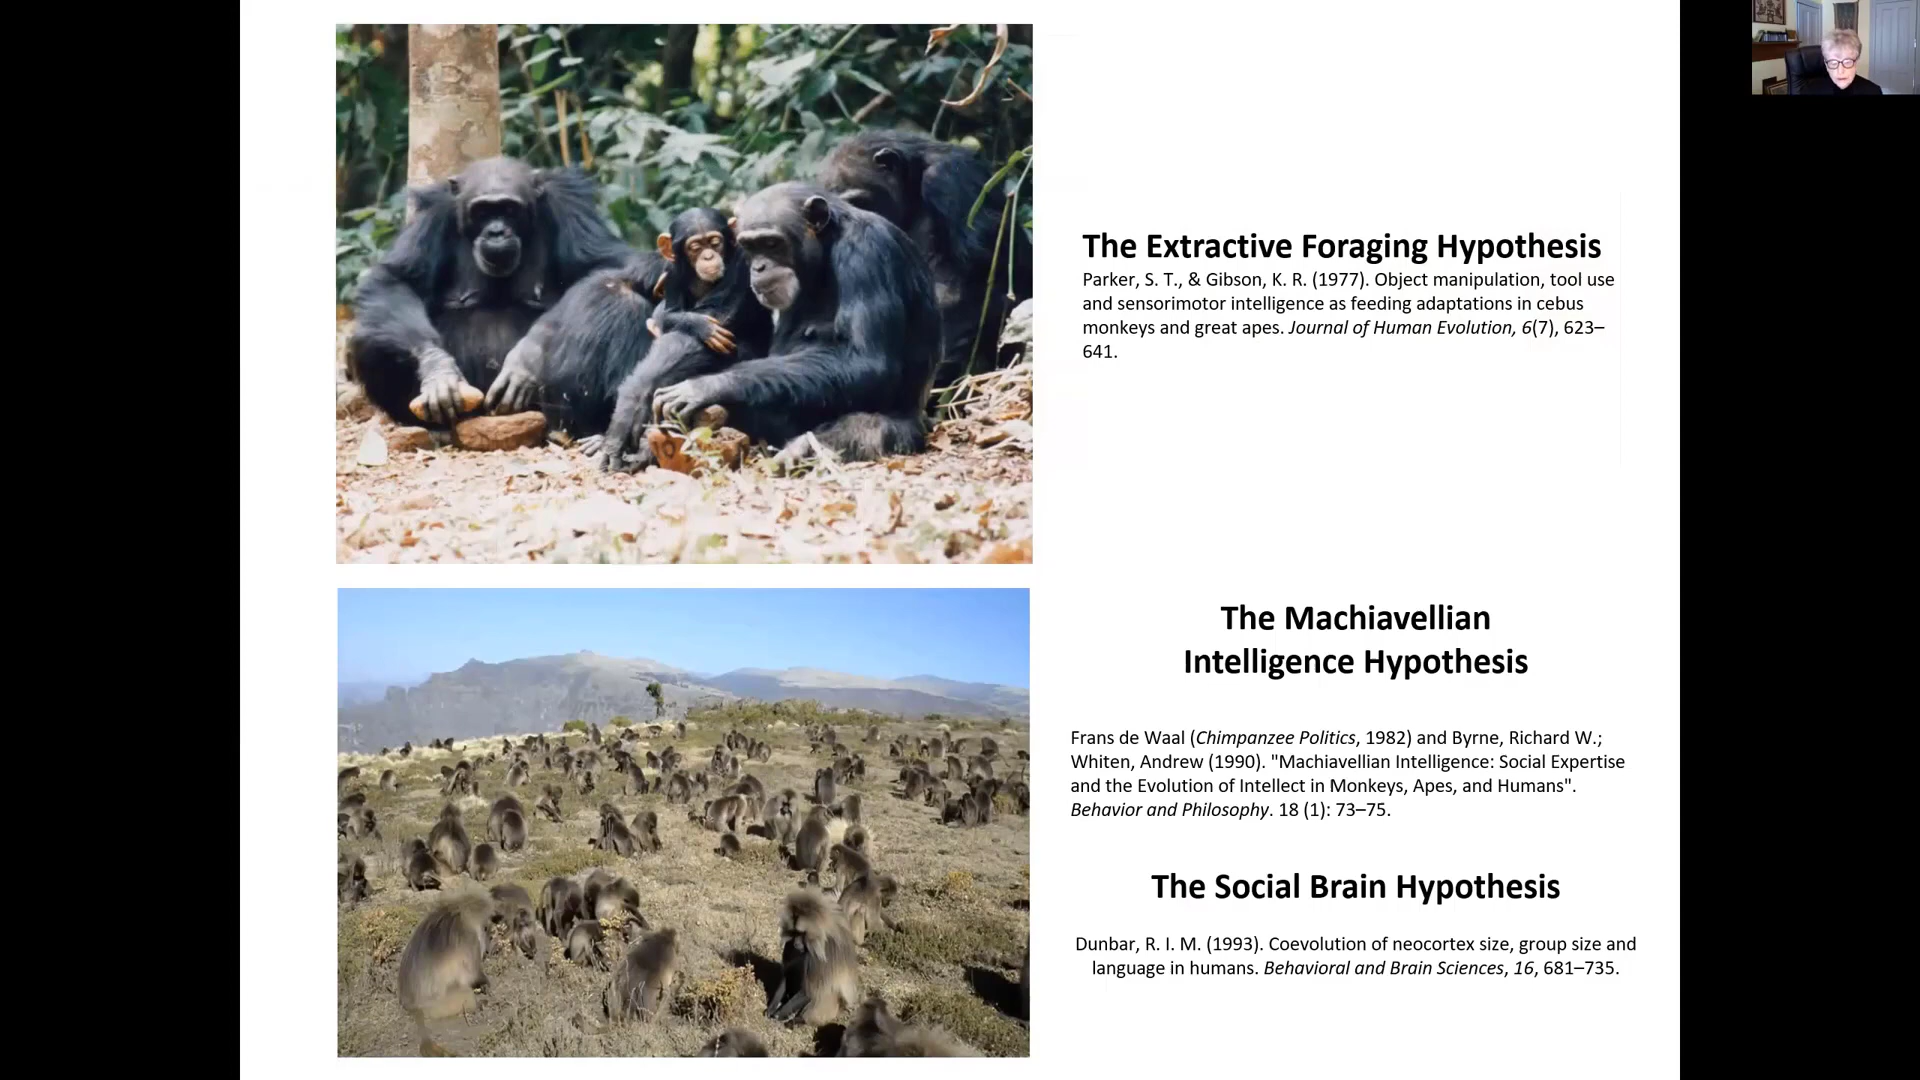 The Extractive Foraging Hypothesis
Parker, S. T., & Gibson, K. R. (1977). Object manipulation, tool use
and sensorimotor intelligence as feeding adaptations in cebus
monkeys and great apes. Journal of Human Evolution, 6(7), 623–
641.
The Machiavellian
Intelligence Hypothesis
Frans de Waal (Chimpanzee Politics, 1982) and Byrne, Richard W.;
Whiten, Andrew (1990). "Machiavellian Intelligence: Social Expertise
and the Evolution of Intellect in Monkeys, Apes, and Humans".
Behavior and Philosophy. 18 (1): 73–75.
The Social Brain Hypothesis
Dunbar, R. I. M. (1993). Coevolution of neocortex size, group size and
language in humans. Behavioral and Brain Sciences, 16, 681–735.